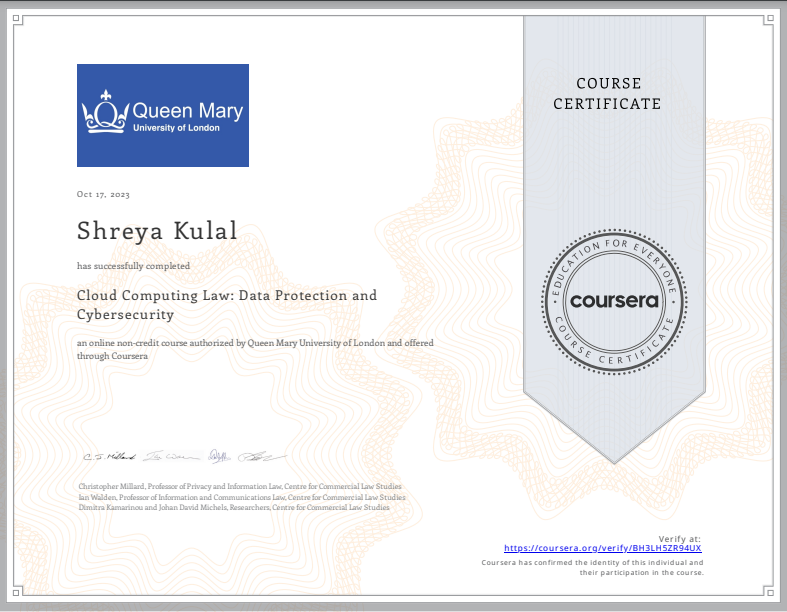 Queen Mary
University of London
COURSE
CERTIFICATE
Oct 17, 2023
Shreya Kulal
has successfully completed
Cloud Computing Law: Data Protection and
Cybersecurity
an online non-credit course authorized by Queen Mary University of London and offered
through Coursera
EDUCATION FOR EVERYONE
coursera
COURSE CERTIFICATE
C. J. Millard
Christopher Millard, Professor of Privacy and Information Law, Centre for Commercial Law Studies
Ian Walden, Professor of Information and Communications Law, Centre for Commercial Law Studies
Dimitra Kamarinou and Johan David Michels, Researchers, Centre for Commercial Law Studies
Verify at:
https://coursera.org/verify/BH3LH5ZR94UX
Coursera has confirmed the identity of this individual and
their participation in the course.